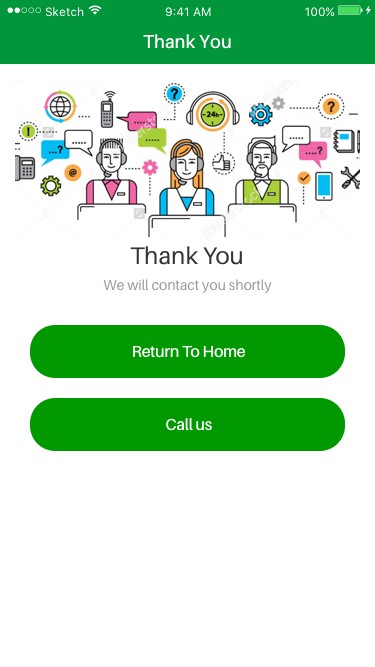 Sketch
9:41 AM
100%
Thank You
?
-24h-
?
!
...?
@
....?
Thank You
We will contact you shortly
Return To Home
Call us